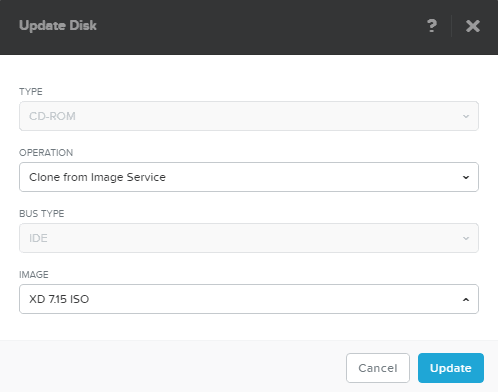 Update Disk
?
TYPE
CD-ROM
OPERATION
Clone from Image Service
BUS TYPE
IDE
IMAGE
XD 7.15 ISO
Cancel
Update